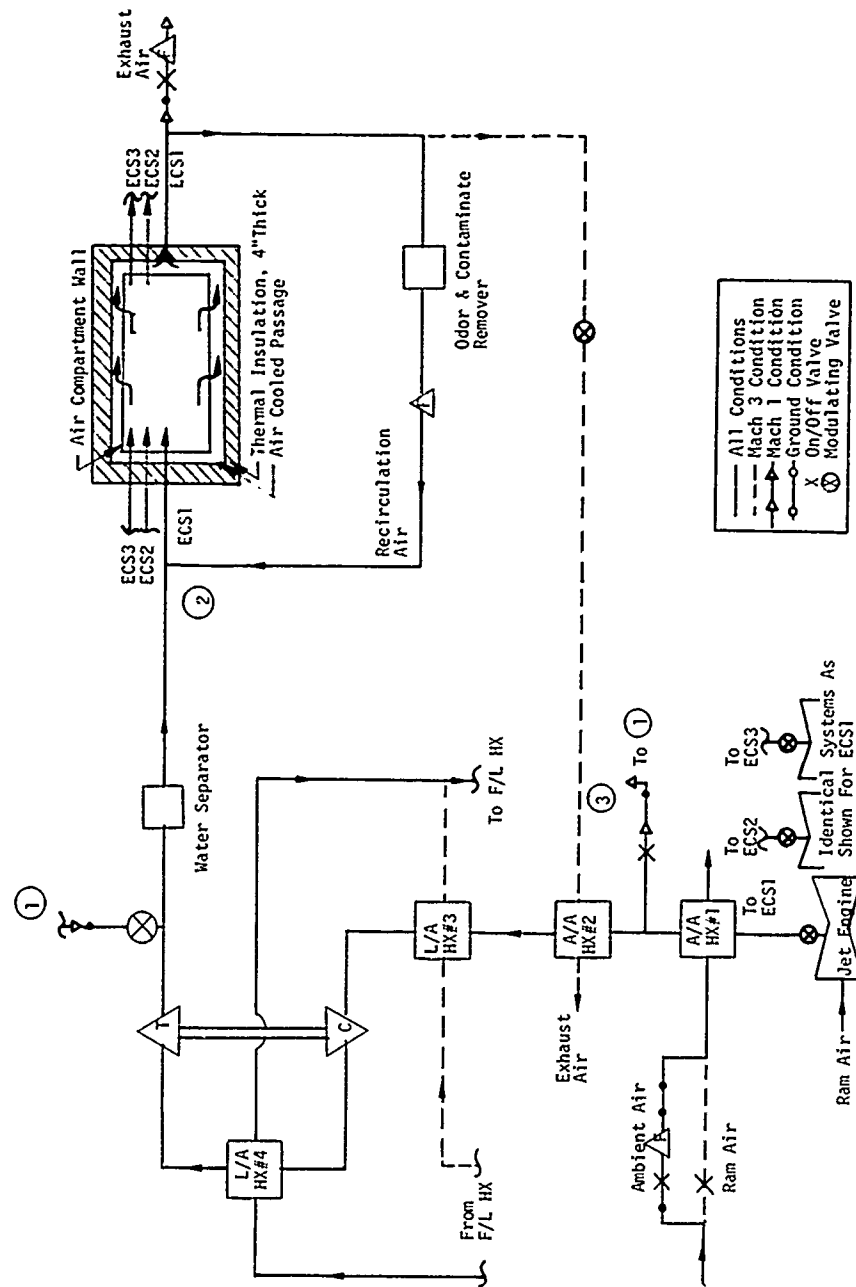 Exhaust
Air
F
ECS3
ECS2
ECS1
Air Compartment Wall
Thermal Insulation, 4"Thick
Air Cooled Passage
ECS3
ECS2
ECS1
Odor & Contaminate
Remover
F
Recirculation
Air
2
Water Separator
1
T
C
L/A
HX#4
L/A
HX#3
To F/L HX
From
F/L HX
3
A/A
HX#2
Exhaust
Air
To 1
A/A
HX#1
Ambient Air
F
Ram Air
To
ECS1
To
ECS2
To
ECS3
Jet Engine
Ram Air
Identical Systems As
Shown For ECS1
All Conditions
Mach 3 Condition
Mach 1 Condition
Ground Condition
X On/Off Valve
Modulating Valve